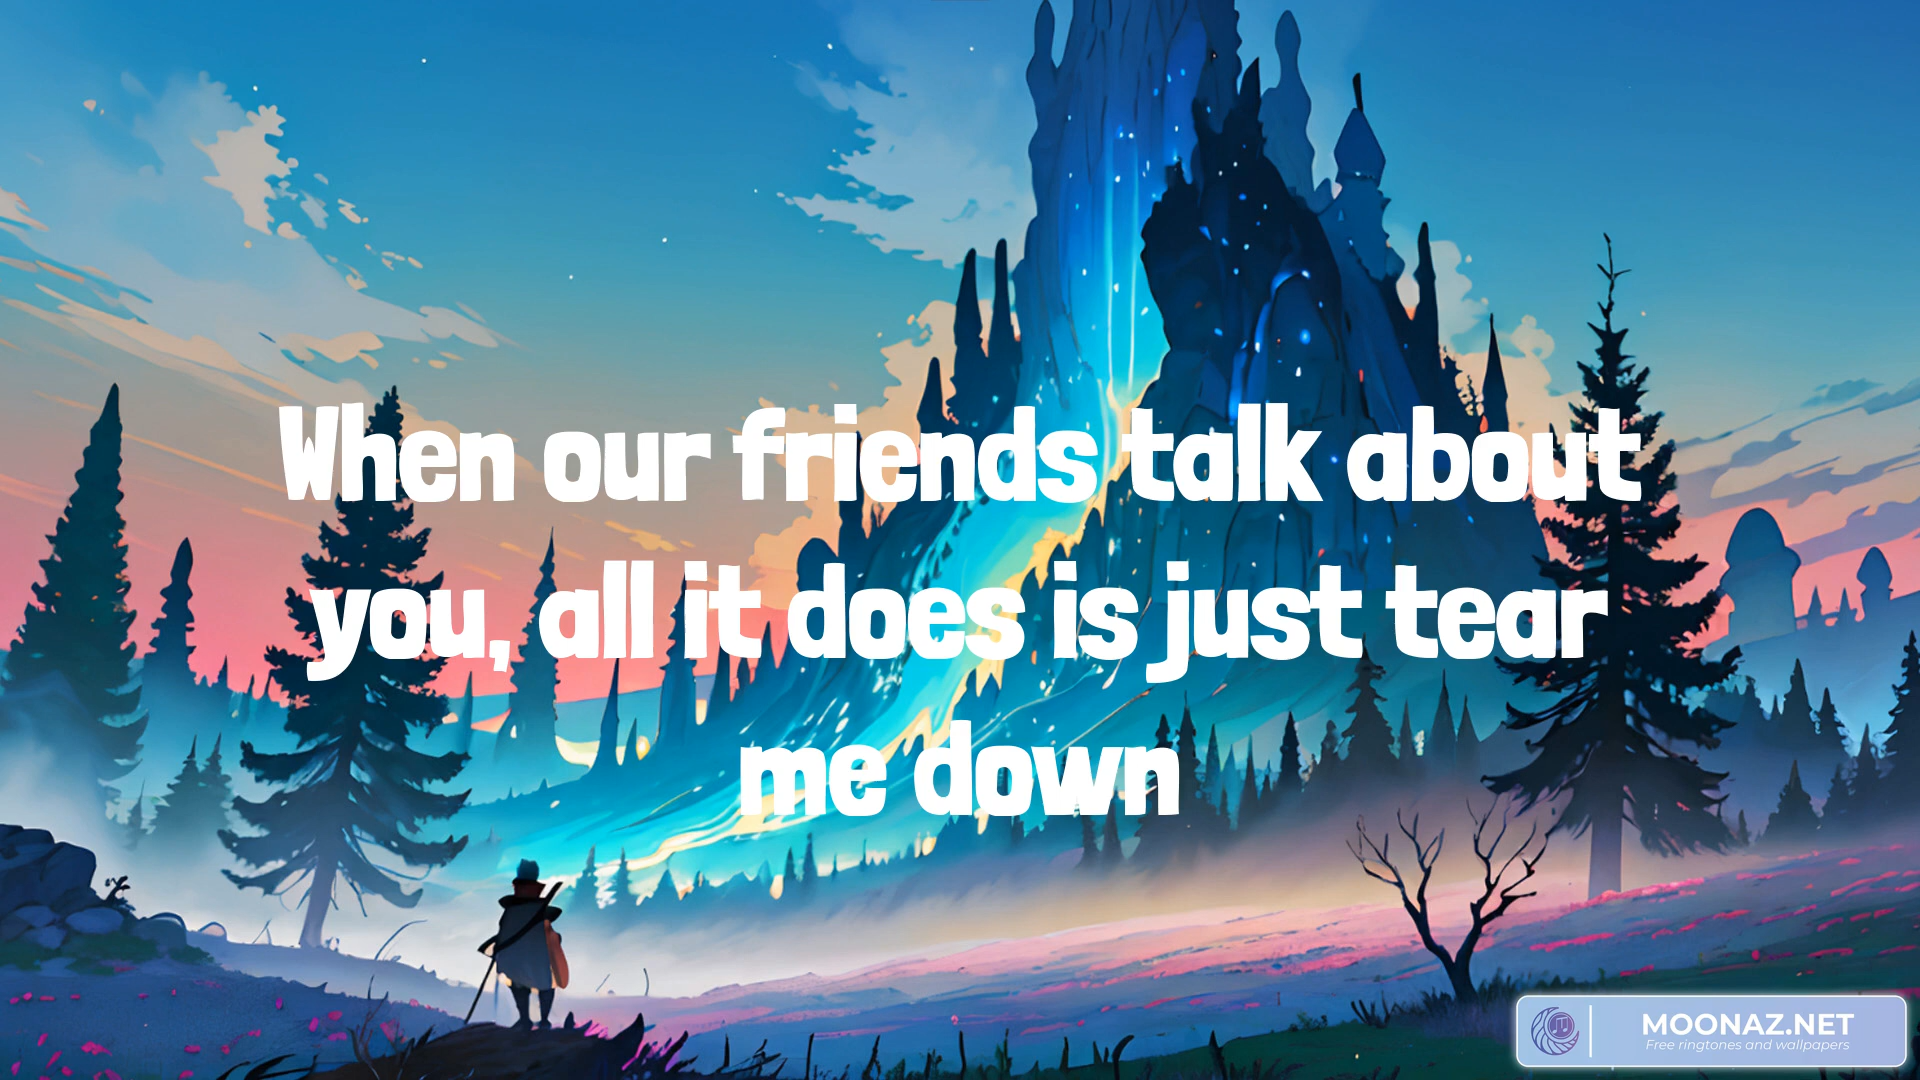 When our friends talk about
you, all it does is just tear
me down
MOONAZ.NET
Free ringtones and wallpapers